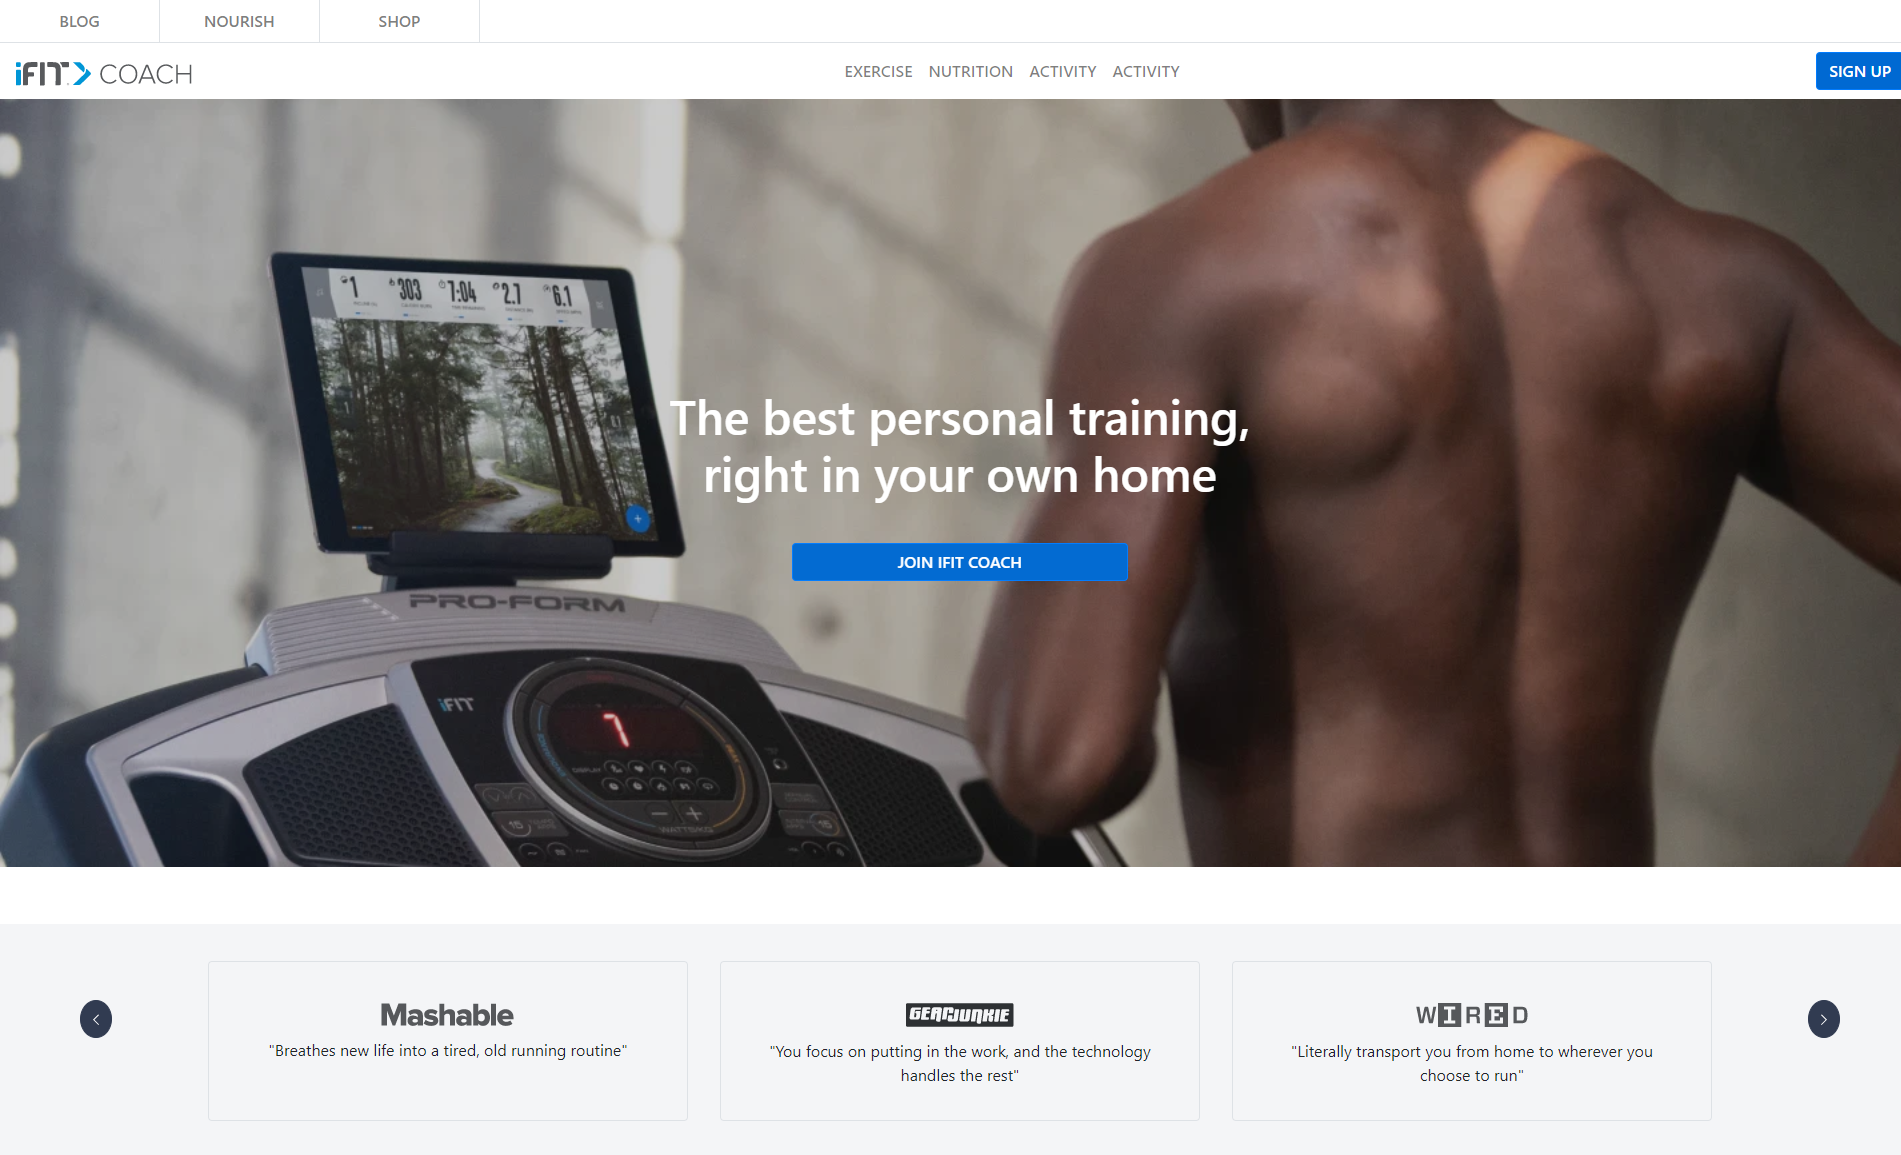 BLOG
NOURISH
SHOP
iFIT COACH
EXERCISE
NUTRITION
ACTIVITY
ACTIVITY
SIGN UP
1
303
7:04
2.7
6.1
The best personal training,
right in your own home
JOIN IFIT COACH
PRO-FORM
iFIT
DISPLAY
Mashable
"Breathes new life into a tired, old running routine"
GEARJUNKIE
"You focus on putting in the work, and the technology
handles the rest"
WIRED
"Literally transport you from home to wherever you
choose to run"